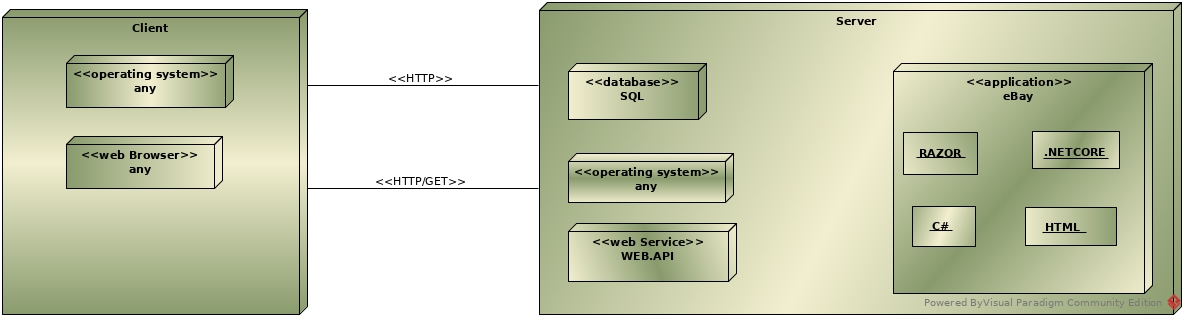 Client
<<operating system>>
any
<<web Browser>>
any
<<HTTP>>
<<HTTP/GET>>
Server
<<database>>
SQL
<<operating system>>
any
<<web Service>>
WEB.API
<<application>>
eBay
RAZOR
.NETCORE
C#
HTML
Powered ByVisual Paradigm Community Edition